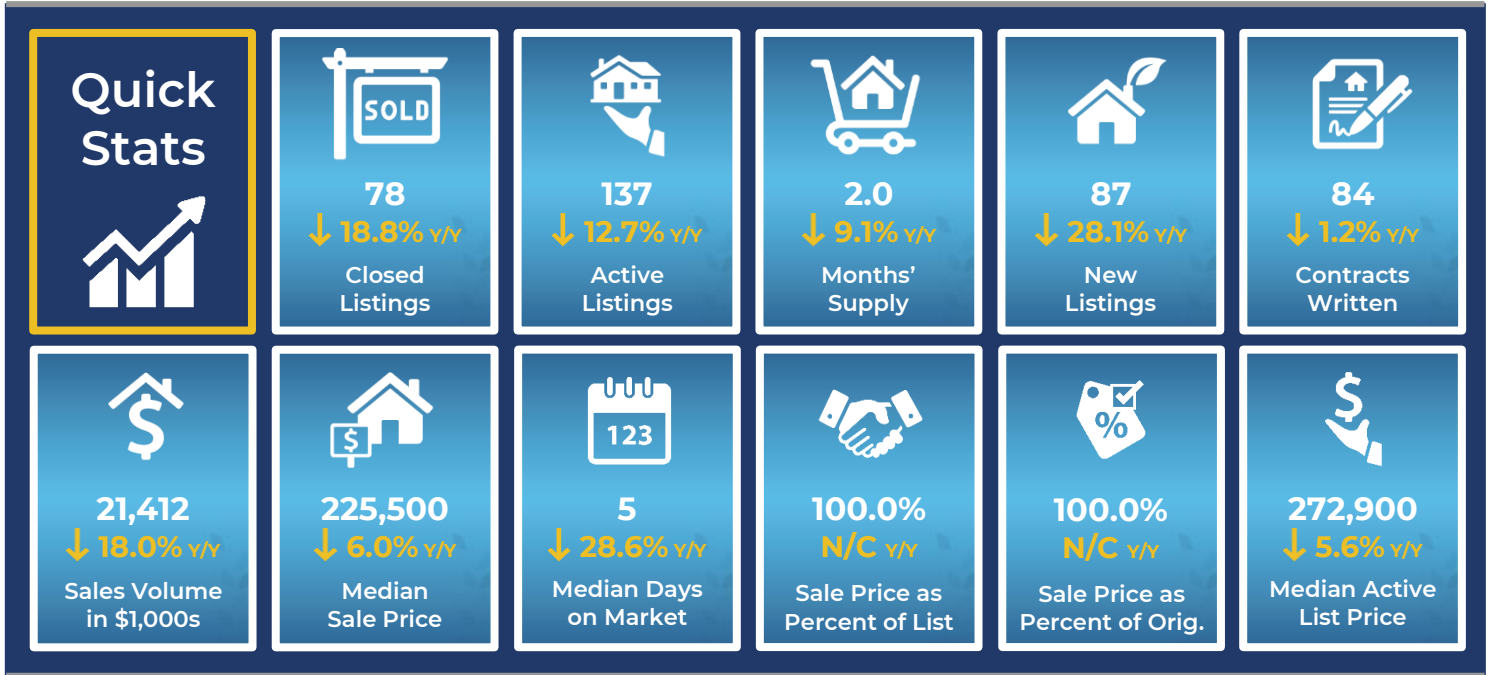 Quick
Stats
SOLD
78
↓ 18.8% Y/Y
Closed
Listings
137
↓ 12.7% Y/Y
Active
Listings
2.0
↓ 9.1% Y/Y
Months’
Supply
87
↓ 28.1% Y/Y
New
Listings
84
↓ 1.2% Y/Y
Contracts
Written
$
21,412
↓ 18.0% Y/Y
Sales Volume
in $1,000s
$
225,500
↓ 6.0% Y/Y
Median
Sale Price
123
5
↓ 28.6% Y/Y
Median Days
on Market
100.0%
N/C Y/Y
Sale Price as
Percent of List
%
100.0%
N/C Y/Y
Sale Price as
Percent of Orig.
$
272,900
↓ 5.6% Y/Y
Median Active
List Price